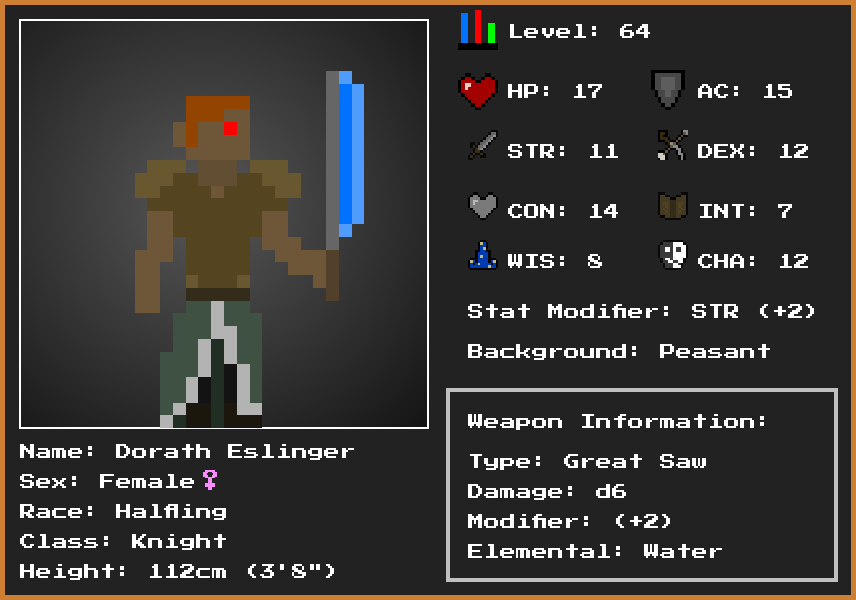 Level: 64
HP: 17
AC: 15
STR: 11
DEX: 12
CON: 14
INT: 7
WIS: 8
CHA: 12
Stat Modifier: STR (+2)
Background: Peasant
Weapon Information:
Type: Great Saw
Damage: d6
Modifier: (+2)
Elemental: Water
Name: Dorath Eslinger
Sex: Female♀
Race: Halfling
Class: Knight
Height: 112cm (3'8")